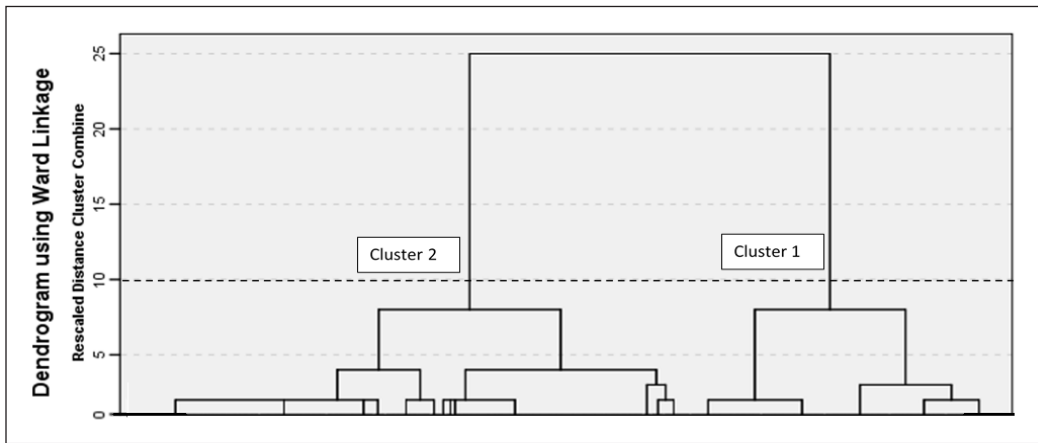 Dendrogram using Ward Linkage
Rescaled Distance Cluster Combine
25
20
15
10
5
0
Cluster 2
Cluster 1